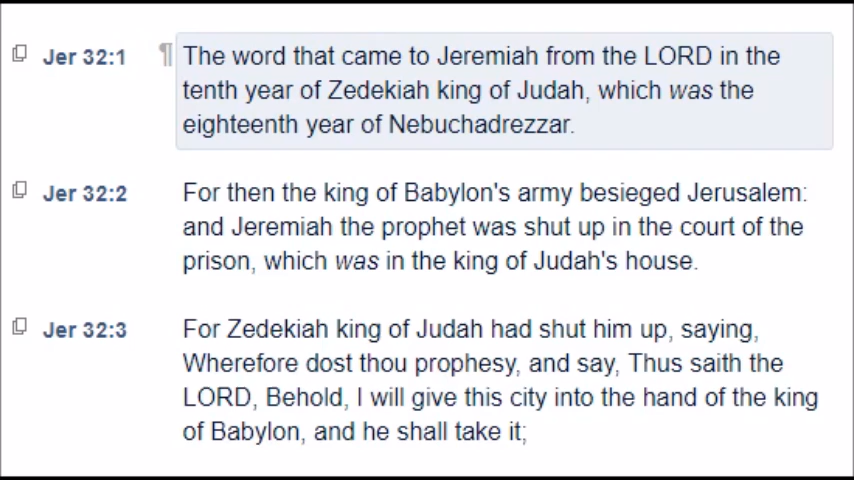 Jer 32:1 ¶ The word that came to Jeremiah from the LORD in the
tenth year of Zedekiah king of Judah, which was the
eighteenth year of Nebuchadrezzar.
Jer 32:2 For then the king of Babylon's army besieged Jerusalem:
and Jeremiah the prophet was shut up in the court of the
prison, which was in the king of Judah's house.
Jer 32:3 For Zedekiah king of Judah had shut him up, saying,
Wherefore dost thou prophesy, and say, Thus saith the
LORD, Behold, I will give this city into the hand of the king
of Babylon, and he shall take it;